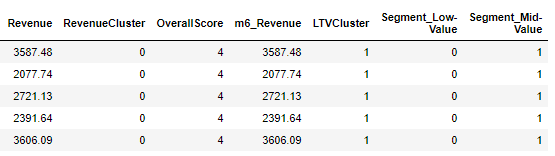 Revenue RevenueCluster OverallScore m6_Revenue LTVCluster Segment_Low-Value Segment_Mid-Value
3587.48 0 4 3587.48 1 0 1
2077.74 0 4 2077.74 1 0 1
2721.13 0 4 2721.13 1 0 1
2391.64 0 4 2391.64 1 0 1
3606.09 0 4 3606.09 1 0 1